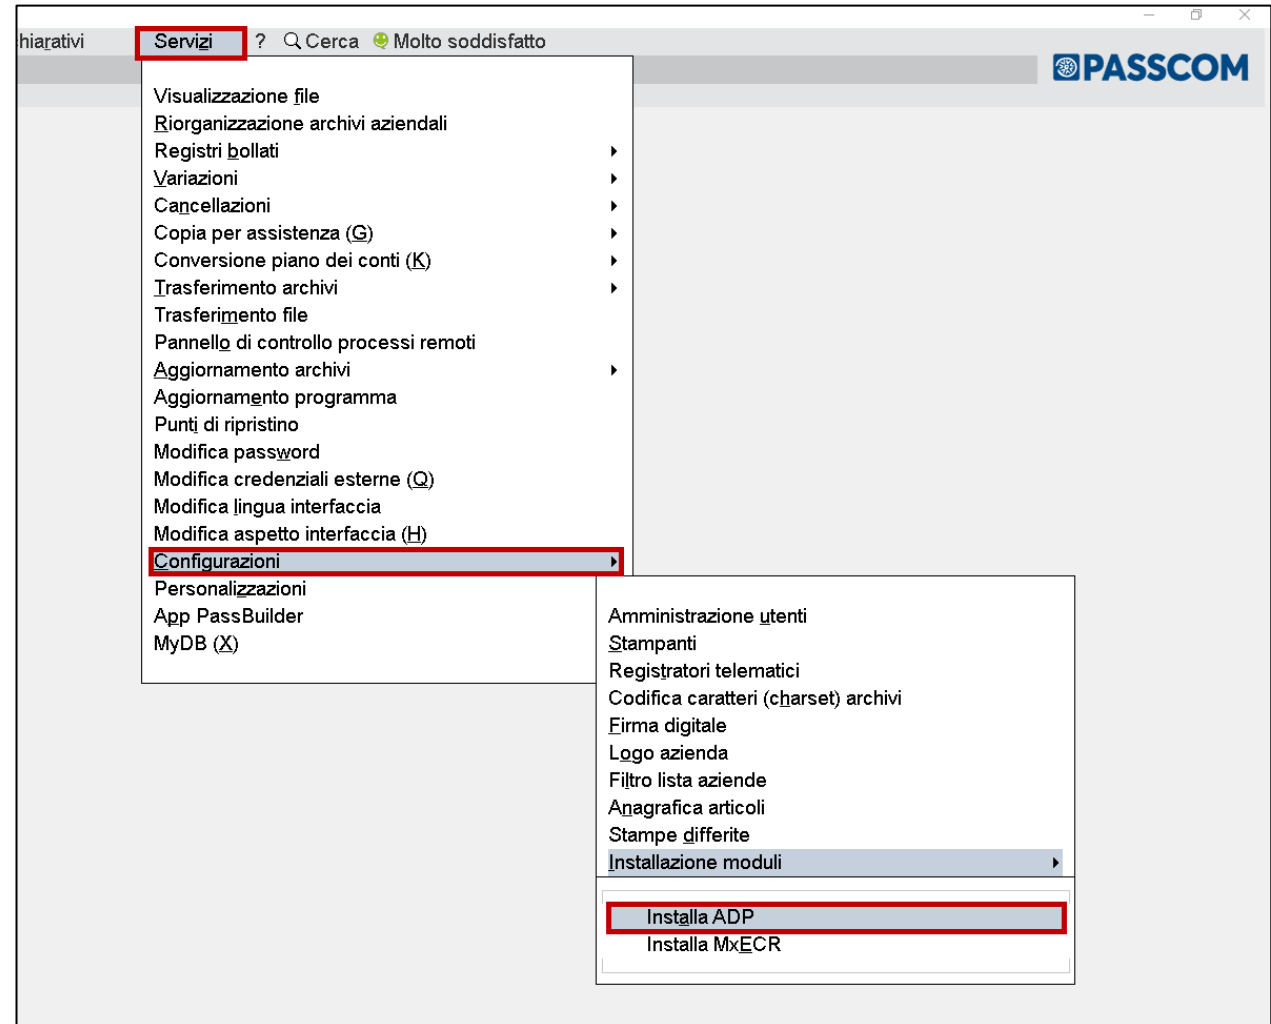 hiarativi Servizi ? Cerca Molto soddisfatto
PASSCOM
Visualizzazione file
Riorganizzazione archivi aziendali
Registri bollati
Variazioni
Cancellazioni
Copia per assistenza (G)
Conversione piano dei conti (K)
Trasferimento archivi
Trasferimento file
Pannello di controllo processi remoti
Aggiornamento archivi
Aggiornamento programma
Punti di ripristino
Modifica password
Modifica credenziali esterne (Q)
Modifica lingua interfaccia
Modifica aspetto interfaccia (H)
Configurazioni
Personalizzazioni
App PassBuilder
MyDB (X)
Amministrazione utenti
Stampanti
Registratori telematici
Codifica caratteri (charset) archivi
Firma digitale
Logo azienda
Filtro lista aziende
Anagrafica articoli
Stampe differite
Installazione moduli
Installa ADP
Installa MxECR